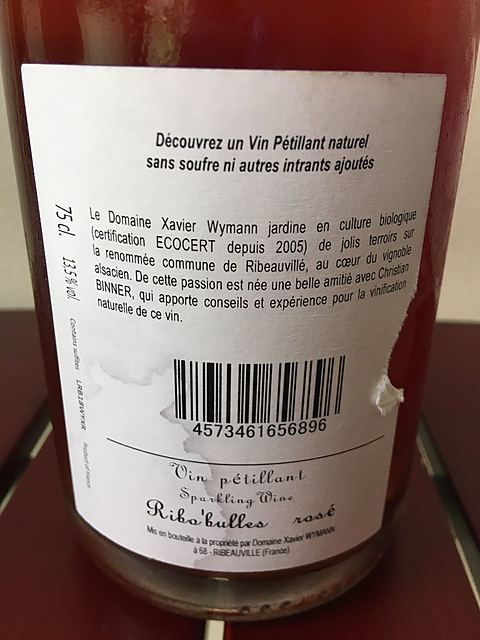 Découvrez un Vin Pétillant naturel
sans soufre ni autres intrants ajoutés
Le Domaine Xavier Wymann jardine en culture biologique
(certification ECOCERT depuis 2005) de jolis terroirs sur
la renommée commune de Ribeauvillé, au cœur du vignoble
alsacien. De cette passion est née une belle amitié avec Christian
BINNER, qui apporte conseils et expérience pour la vinification
naturelle de ce vin.
75 cl. 13,5 % vol. Contains sulfites LRB18WYXR Product of France
4573461656896
Vin pétillant
Sparkling Wine
Ribo'bulles rosé
Mis en bouteille à la propriété par Domaine Xavier WYMANN
à 68 - RIBEAUVILLE (France)